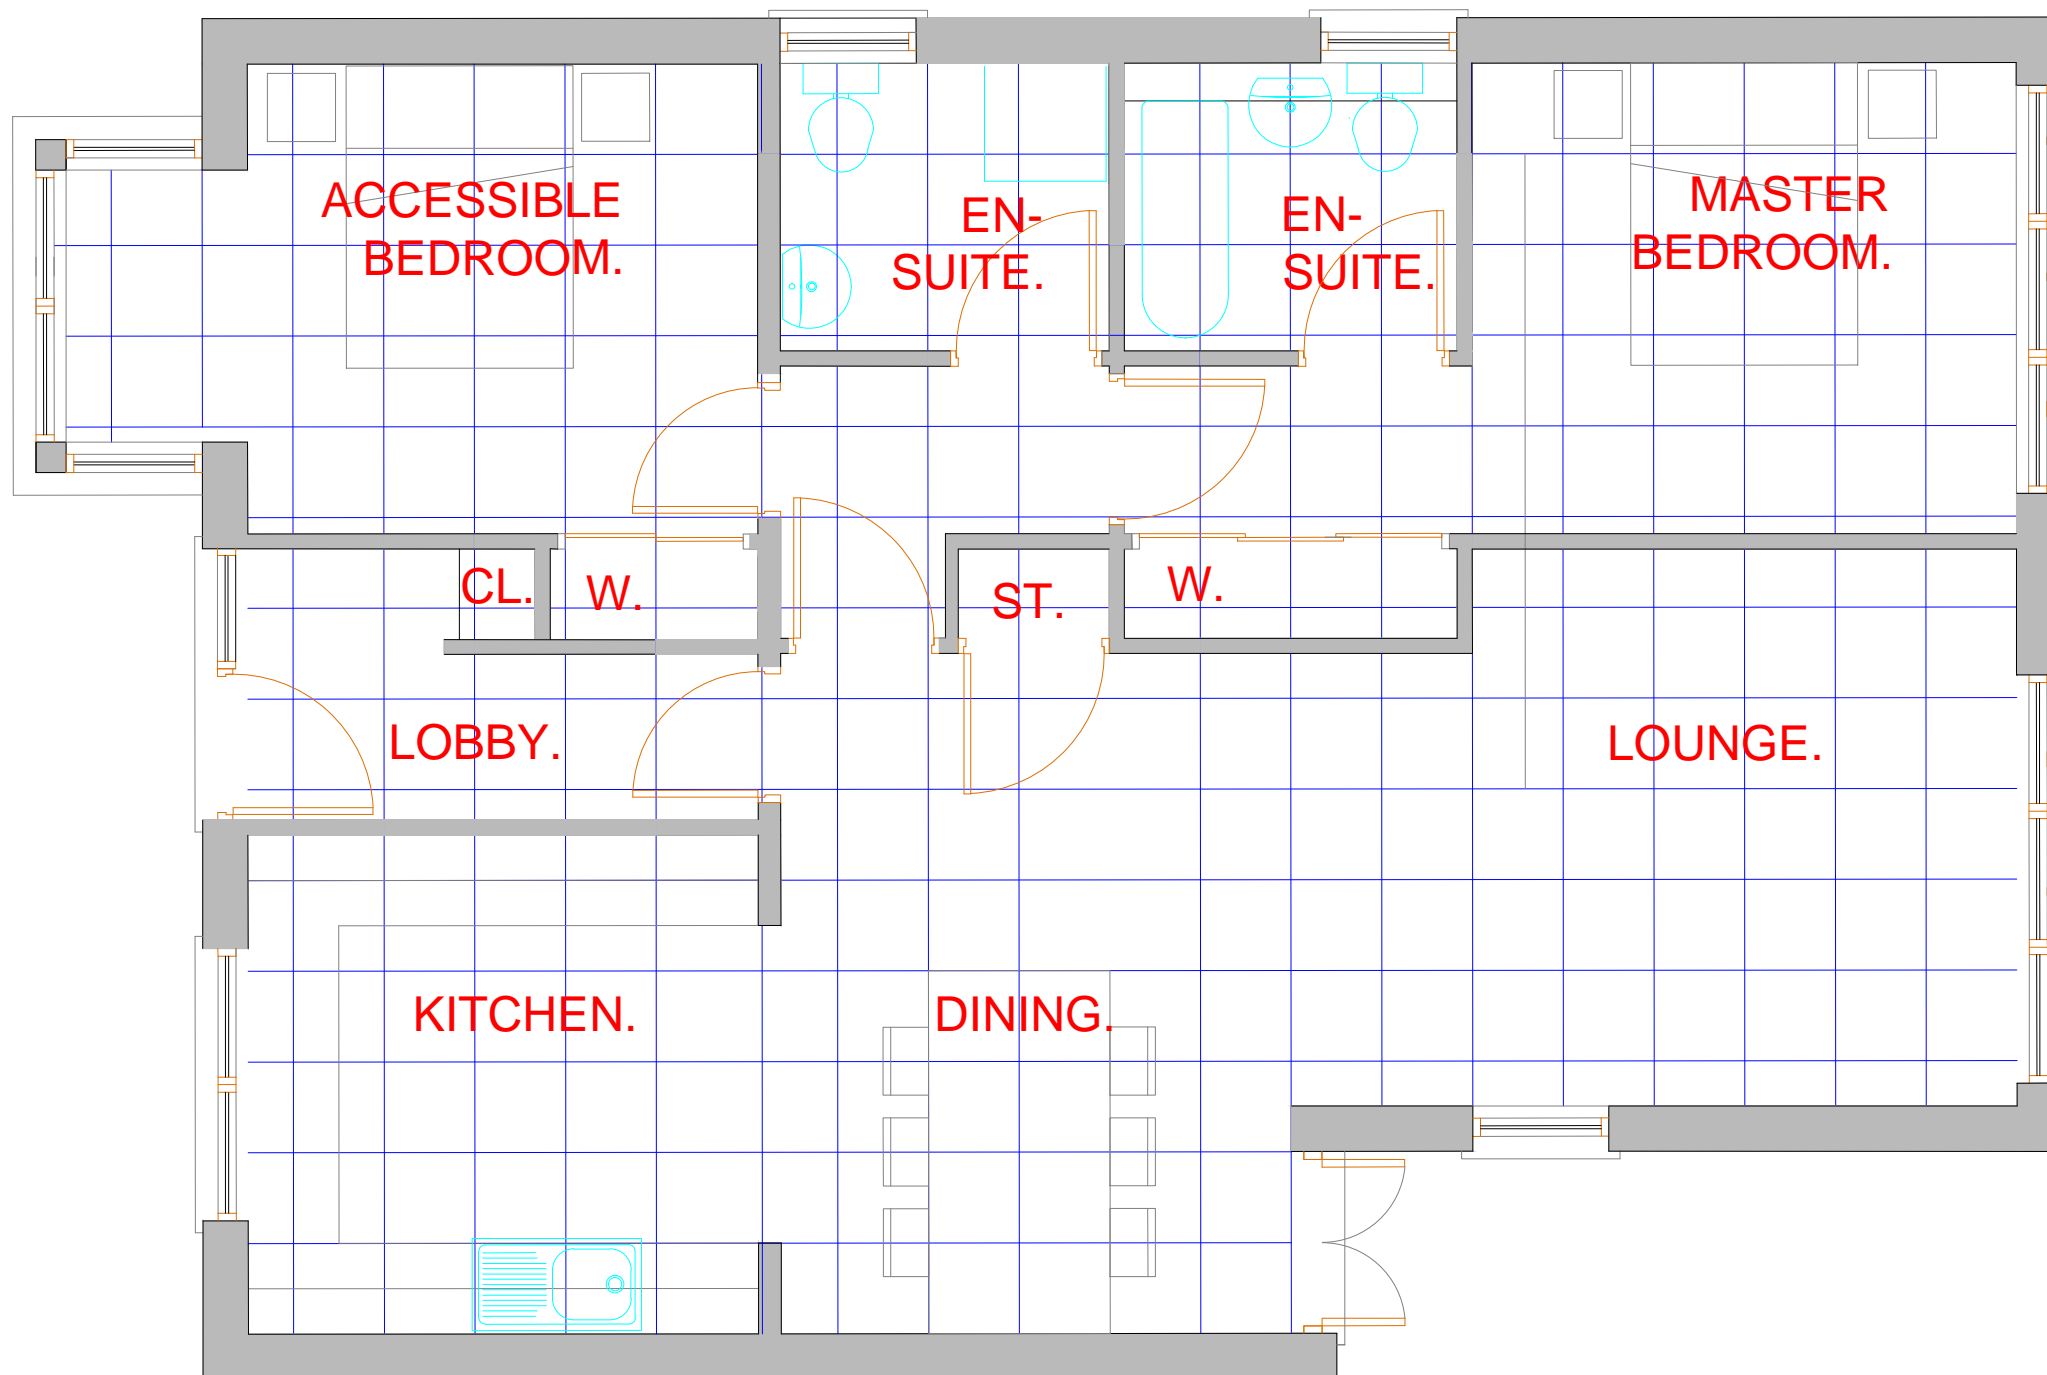 ACCESSIBLE
BEDROOM.
EN-
SUITE.
EN-
SUITE.
MASTER
BEDROOM.
CL.
W.
ST.
W.
LOBBY.
LOUNGE.
KITCHEN.
DINING.